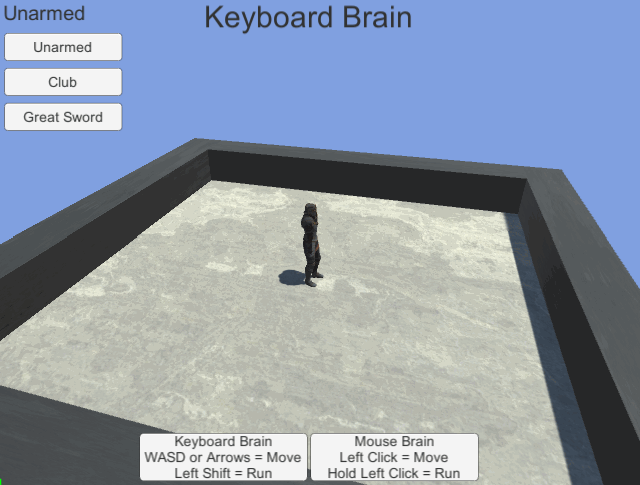 Unarmed
Keyboard Brain
Unarmed
Club
Great Sword
Keyboard Brain
WASD or Arrows = Move
Left Shift = Run
Mouse Brain
Left Click = Move
Hold Left Click = Run